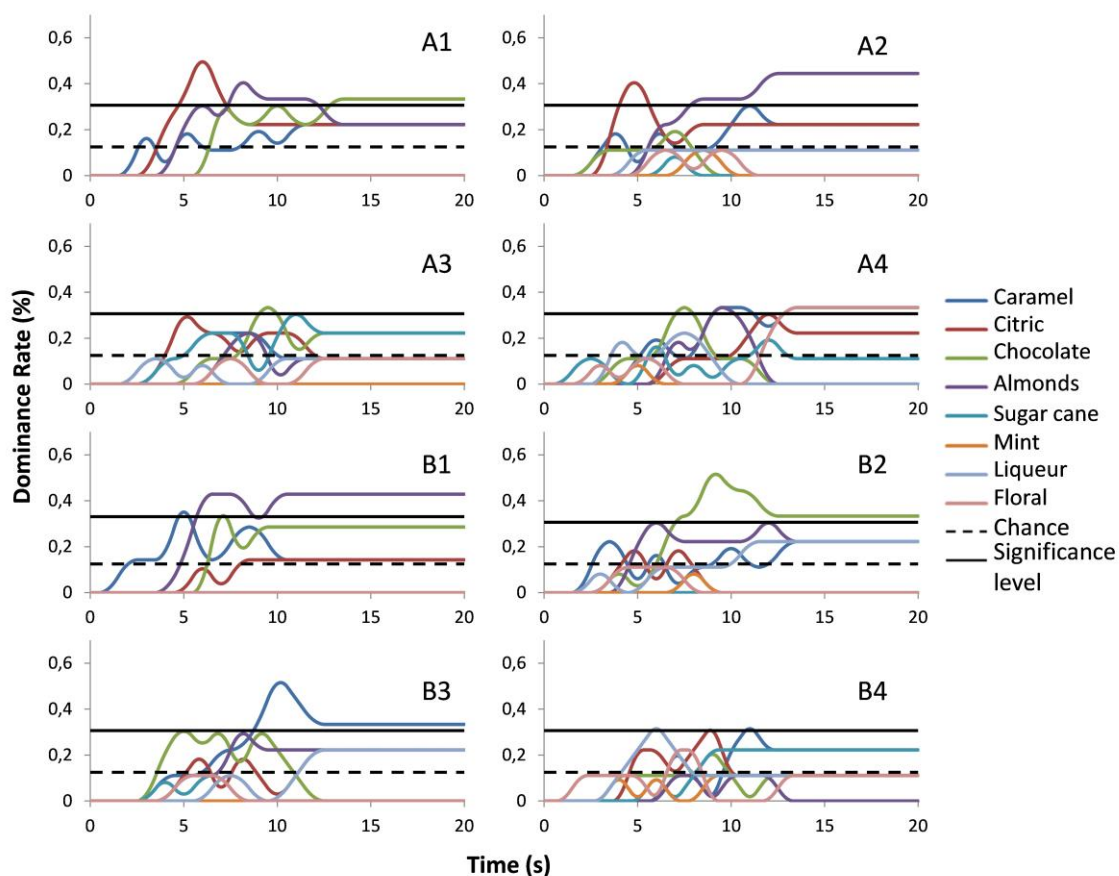 Dominance Rate (%)
A1
0,6
0,4
0,2
0
0 5 10 15 20
A2
0,6
0,4
0,2
0
0 5 10 15 20
A3
0,6
0,4
0,2
0
0 5 10 15 20
A4
0,6
0,4
0,2
0
0 5 10 15 20
B1
0,6
0,4
0,2
0
0 5 10 15 20
B2
0,6
0,4
0,2
0
0 5 10 15 20
B3
0,6
0,4
0,2
0
0 5 10 15 20
B4
0,6
0,4
0,2
0
0 5 10 15 20
Time (s)
Caramel
Citric
Chocolate
Almonds
Sugar cane
Mint
Liqueur
Floral
Chance
Significance
level